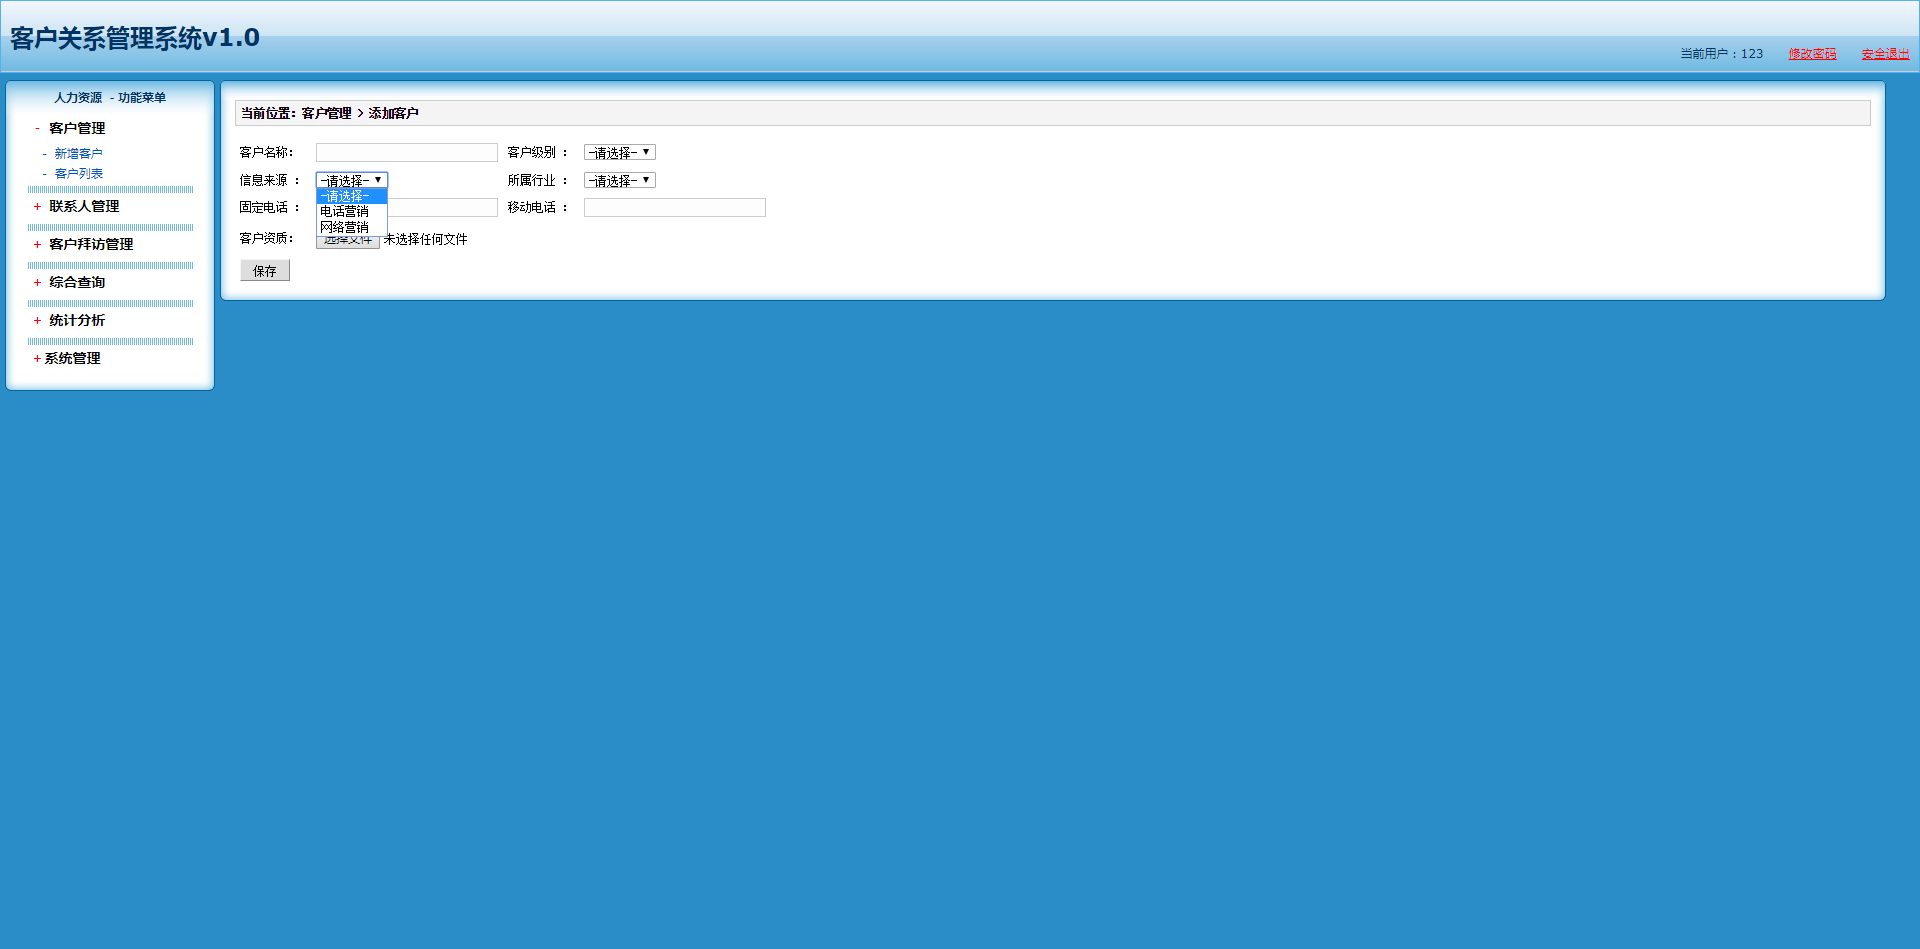 客户关系管理系统v1.0
当前用户：123 修改密码 安全退出
人力资源 - 功能菜单
- 客户管理
- 新增客户
- 客户列表
+ 联系人管理
+ 客户拜访管理
+ 综合查询
+ 统计分析
+ 系统管理
当前位置：客户管理 > 添加客户
客户名称： 客户级别 ： -请选择-
信息来源 ： -请选择- 所属行业 ： -请选择-
-请选择-
电话营销
网络营销
固定电话 ： 移动电话 ：
客户资质： 选择文件 未选择任何文件
保存